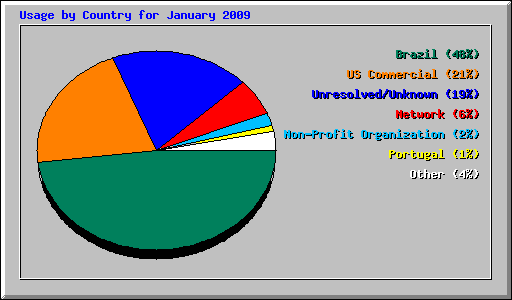 Usage by Country for January 2009
Brazil (48%)
US Commercial (21%)
Unresolved/Unknown (19%)
Network (6%)
Non-Profit Organization (2%)
Portugal (1%)
Other (4%)